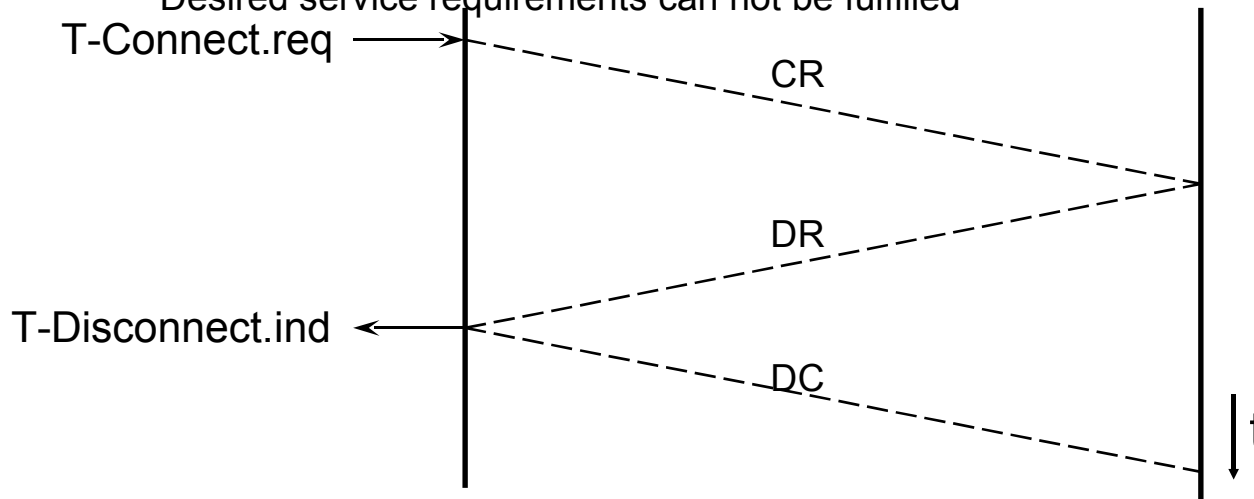 Desired service requirements can not be fulfilled
T-Connect.req
CR
DR
T-Disconnect.ind
DC
t